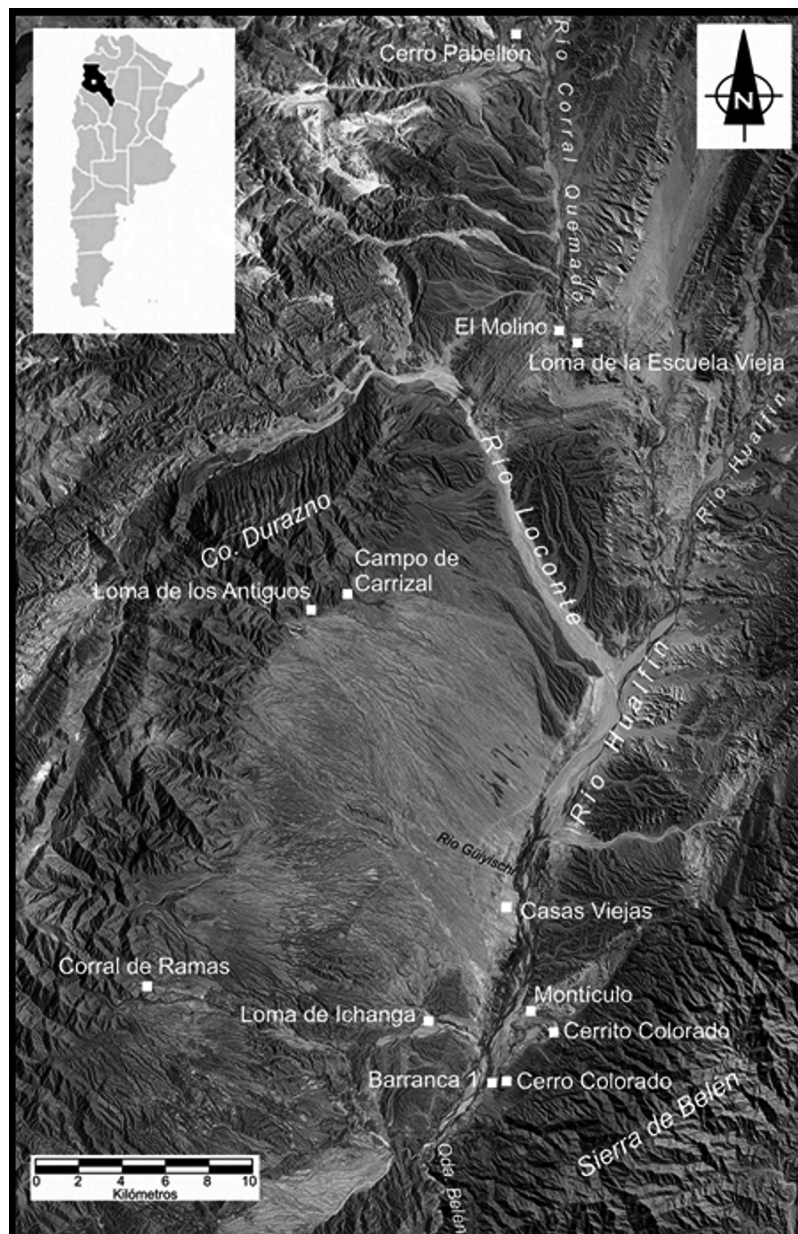 Cerro Pabellón
Río Corral Quemado
N
El Molino
Loma de la Escuela Vieja
Río Hualfín
Río Loconte
Co. Durazno
Campo de
Carrizal
Loma de los Antiguos
Río Hualfín
Río Güiyischi
Casas Viejas
Corral de Ramas
Montículo
Loma de Ichanga
Cerrito Colorado
Barranca 1
Cerro Colorado
Sierra de Belén
Qda. Belén
0 2 4 6 8 10
Kilómetros